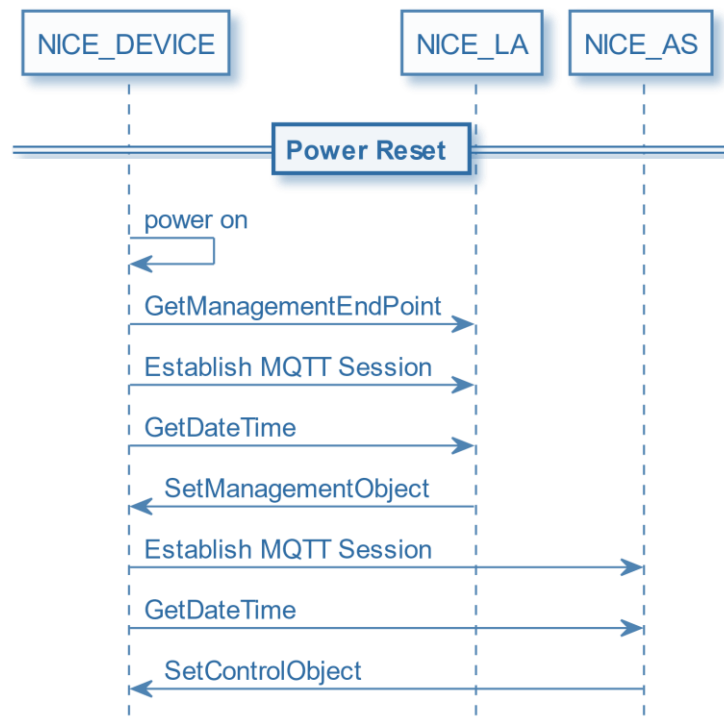 NICE_DEVICE NICE_LA NICE_AS
Power Reset
power on
GetManagementEndPoint
Establish MQTT Session
GetDateTime
SetManagementObject
Establish MQTT Session
GetDateTime
SetControlObject